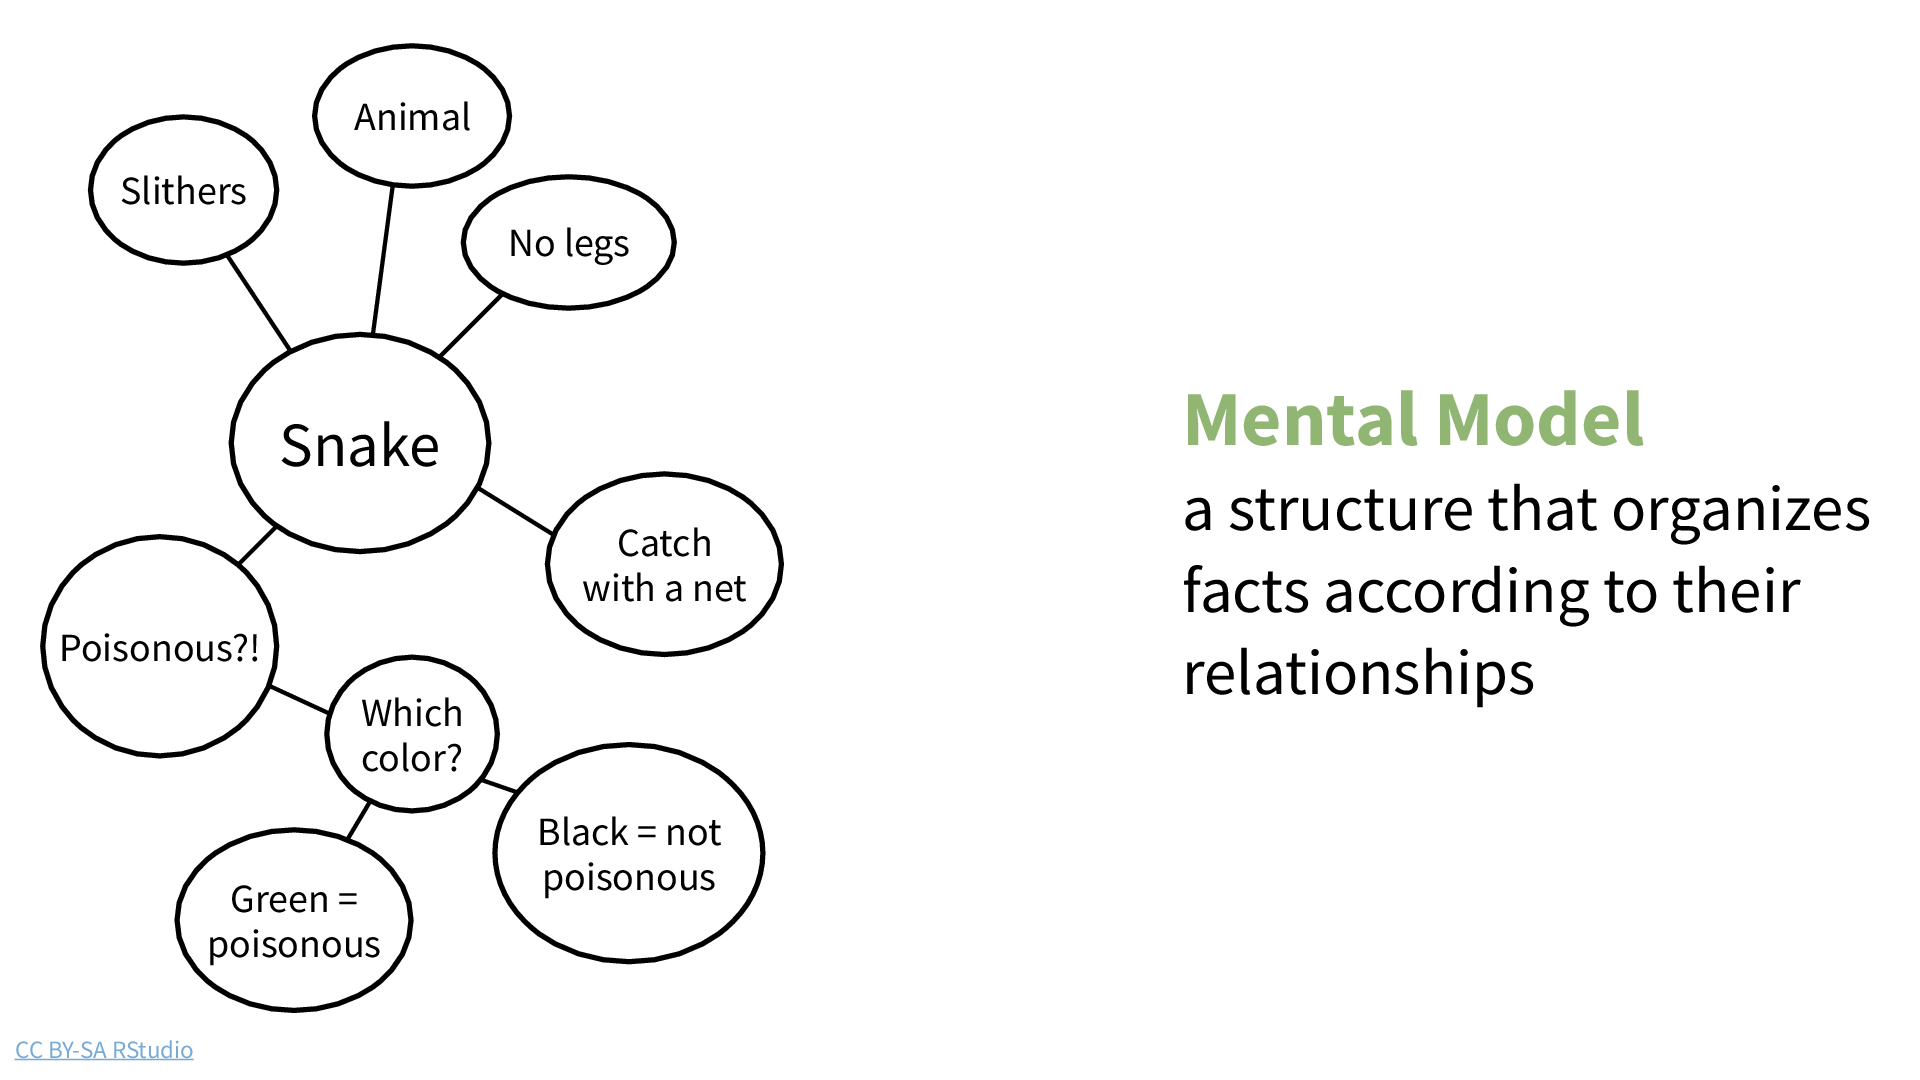 Animal
Slithers
No legs
Snake
Catch
with a net
Poisonous?!
Which
color?
Black = not
poisonous
Green =
poisonous
Mental Model
a structure that organizes
facts according to their
relationships
CC BY-SA RStudio